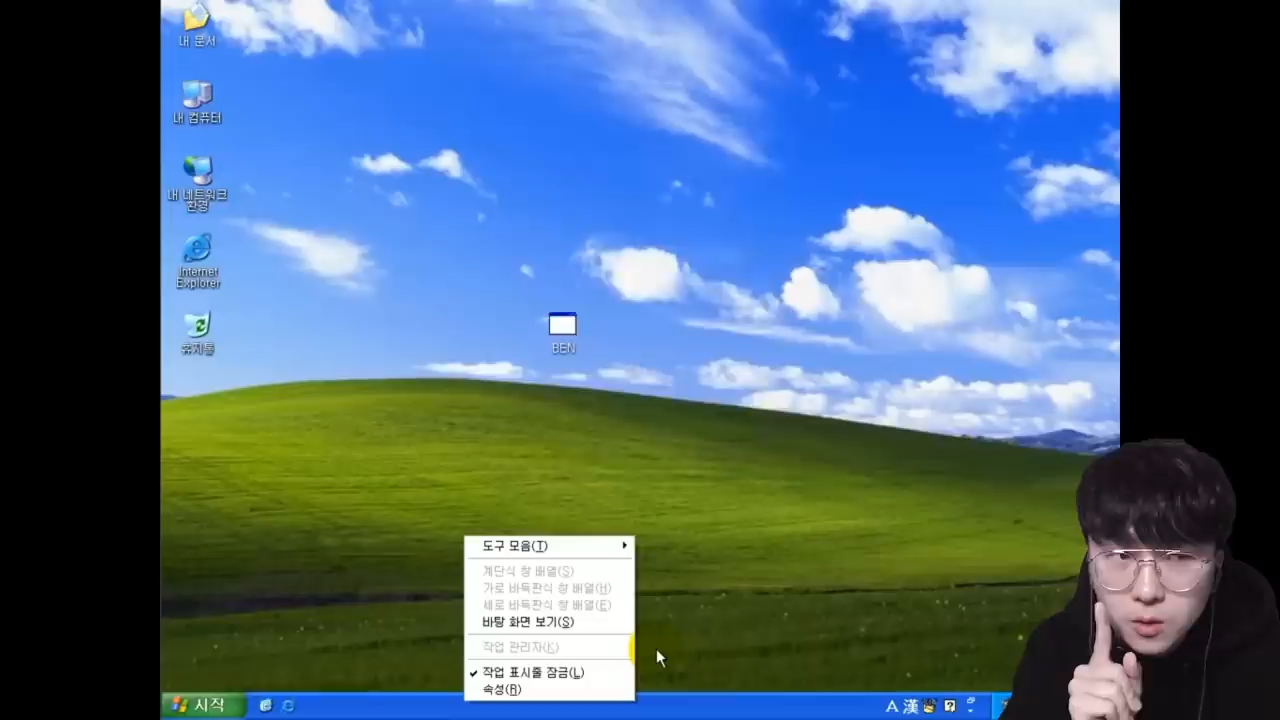 내 문서
내 컴퓨터
내 네트워크
환경
Internet
Explorer
휴지통
BEN
도구 모음(T)
계단식 창 배열(S)
가로 바둑판식 창 배열(H)
세로 바둑판식 창 배열(E)
바탕 화면 보기(S)
작업 관리자(K)
작업 표시줄 잠금(L)
속성(R)
시작
A 漢